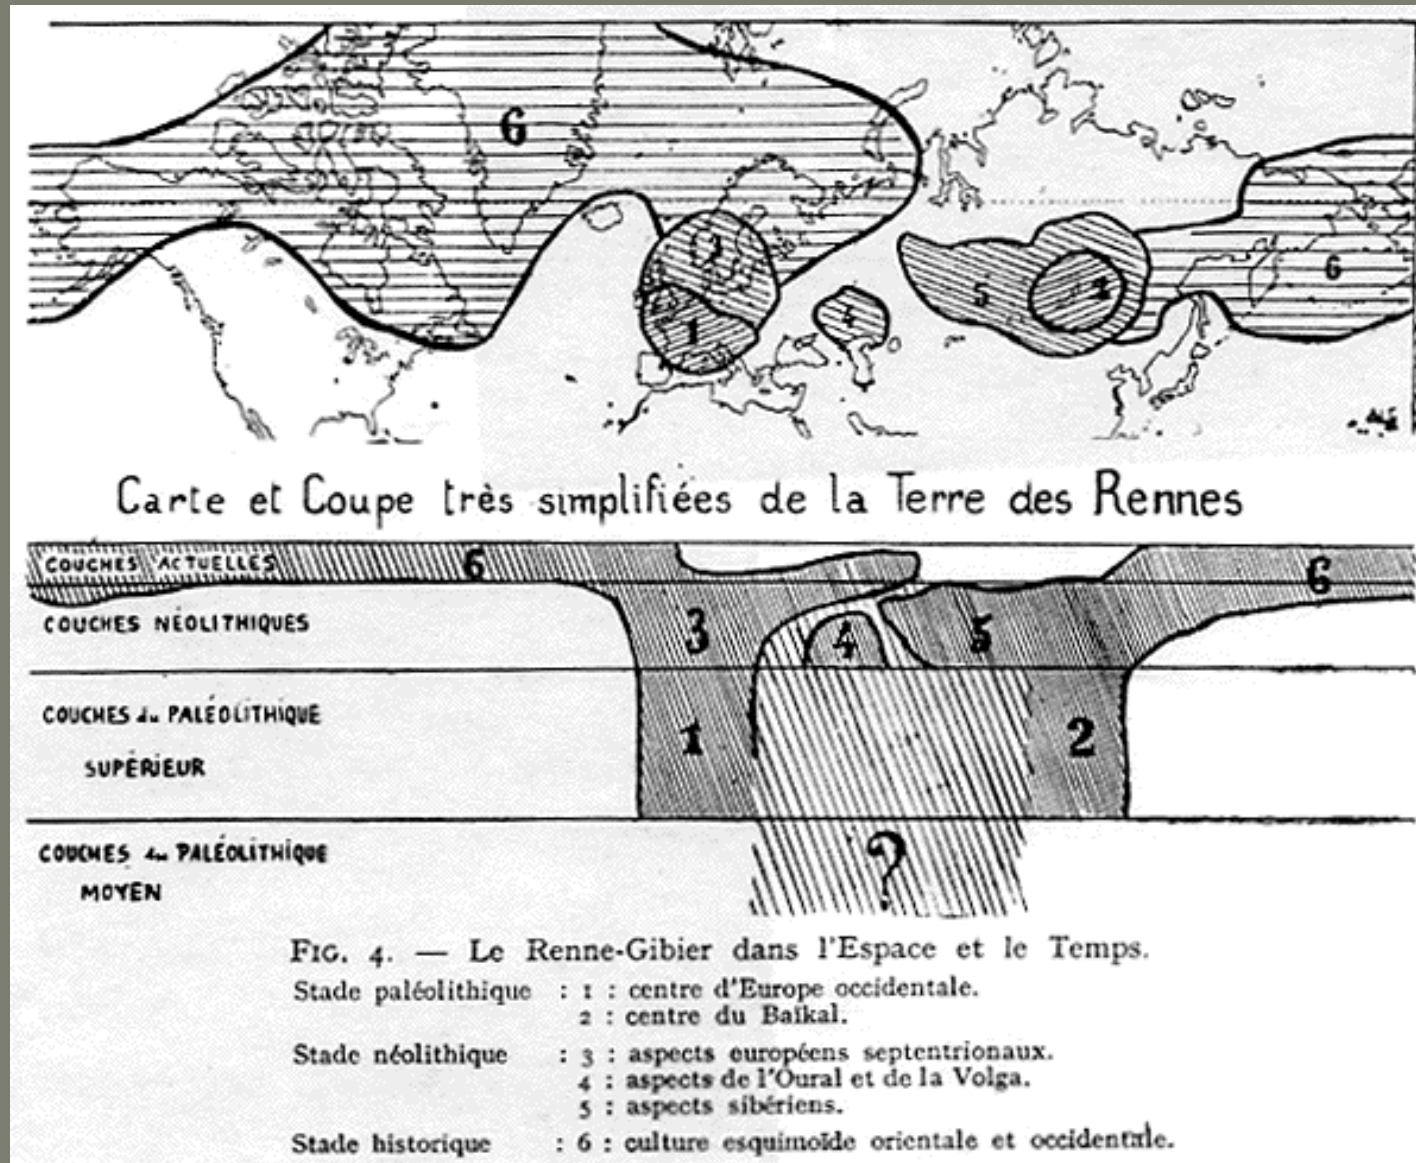 6
3
1
4
5
2
6
Carte et Coupe très simplifiées de la Terre des Rennes
COUCHES ACTUELLES
6
6
COUCHES NÉOLITHIQUES
3
4
5
COUCHES du PALÉOLITHIQUE
SUPÉRIEUR
1
2
COUCHES du PALÉOLITHIQUE
MOYEN
?
FIG. 4. — Le Renne-Gibier dans l'Espace et le Temps.
Stade paléolithique : 1 : centre d'Europe occidentale.
2 : centre du Baïkal.
Stade néolithique : 3 : aspects européens septentrionaux.
4 : aspects de l'Oural et de la Volga.
5 : aspects sibériens.
Stade historique : 6 : culture esquimoïde orientale et occidentale.